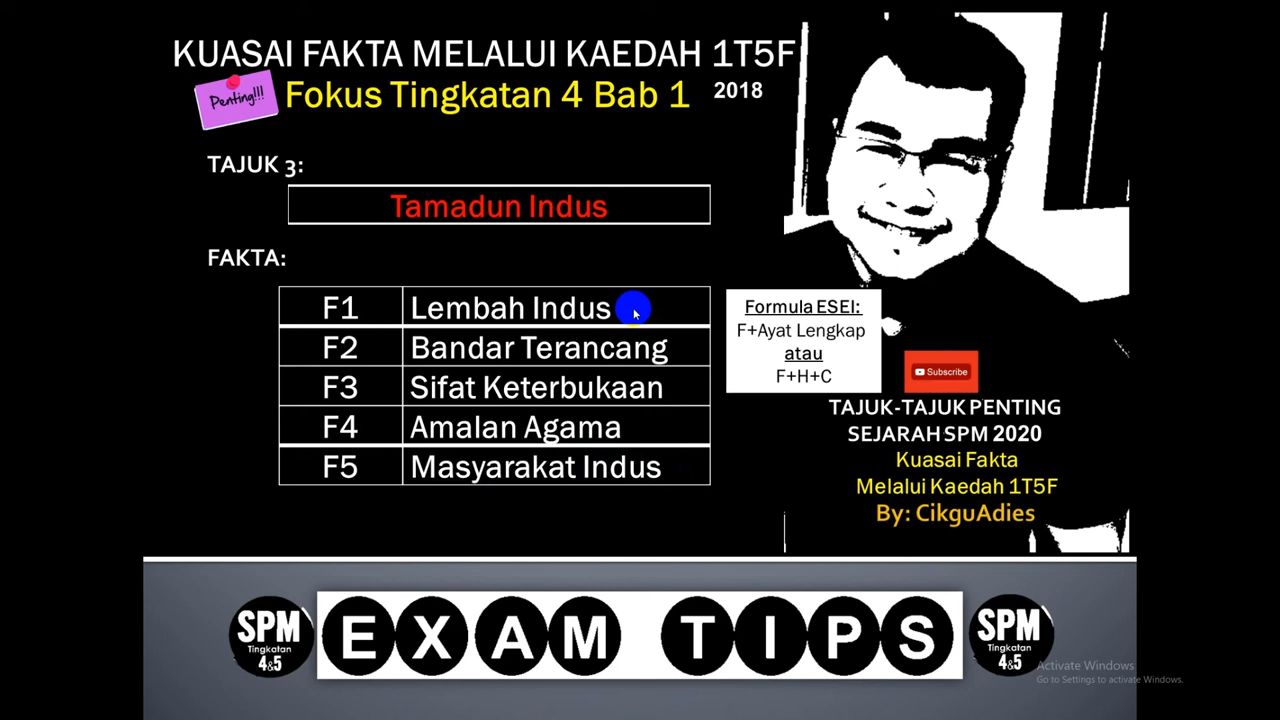 KUASAI FAKTA MELALUI KAEDAH 1T5F
Penting!!!
Fokus Tingkatan 4 Bab 1
2018
TAJUK 3:
Tamadun Indus
FAKTA:
F1 Lembah Indus
F2 Bandar Terancang
F3 Sifat Keterbukaan
F4 Amalan Agama
F5 Masyarakat Indus
Formula ESEI:
F+Ayat Lengkap
atau
F+H+C
Subscribe
TAJUK-TAJUK PENTING
SEJARAH SPM 2020
Kuasai Fakta
Melalui Kaedah 1T5F
By: CikguAdies
SPM
Tingkatan
4&5
EXAM TIPS
SPM
Tingkatan
4&5
Activate Windows
Go to Settings to activate Windows.